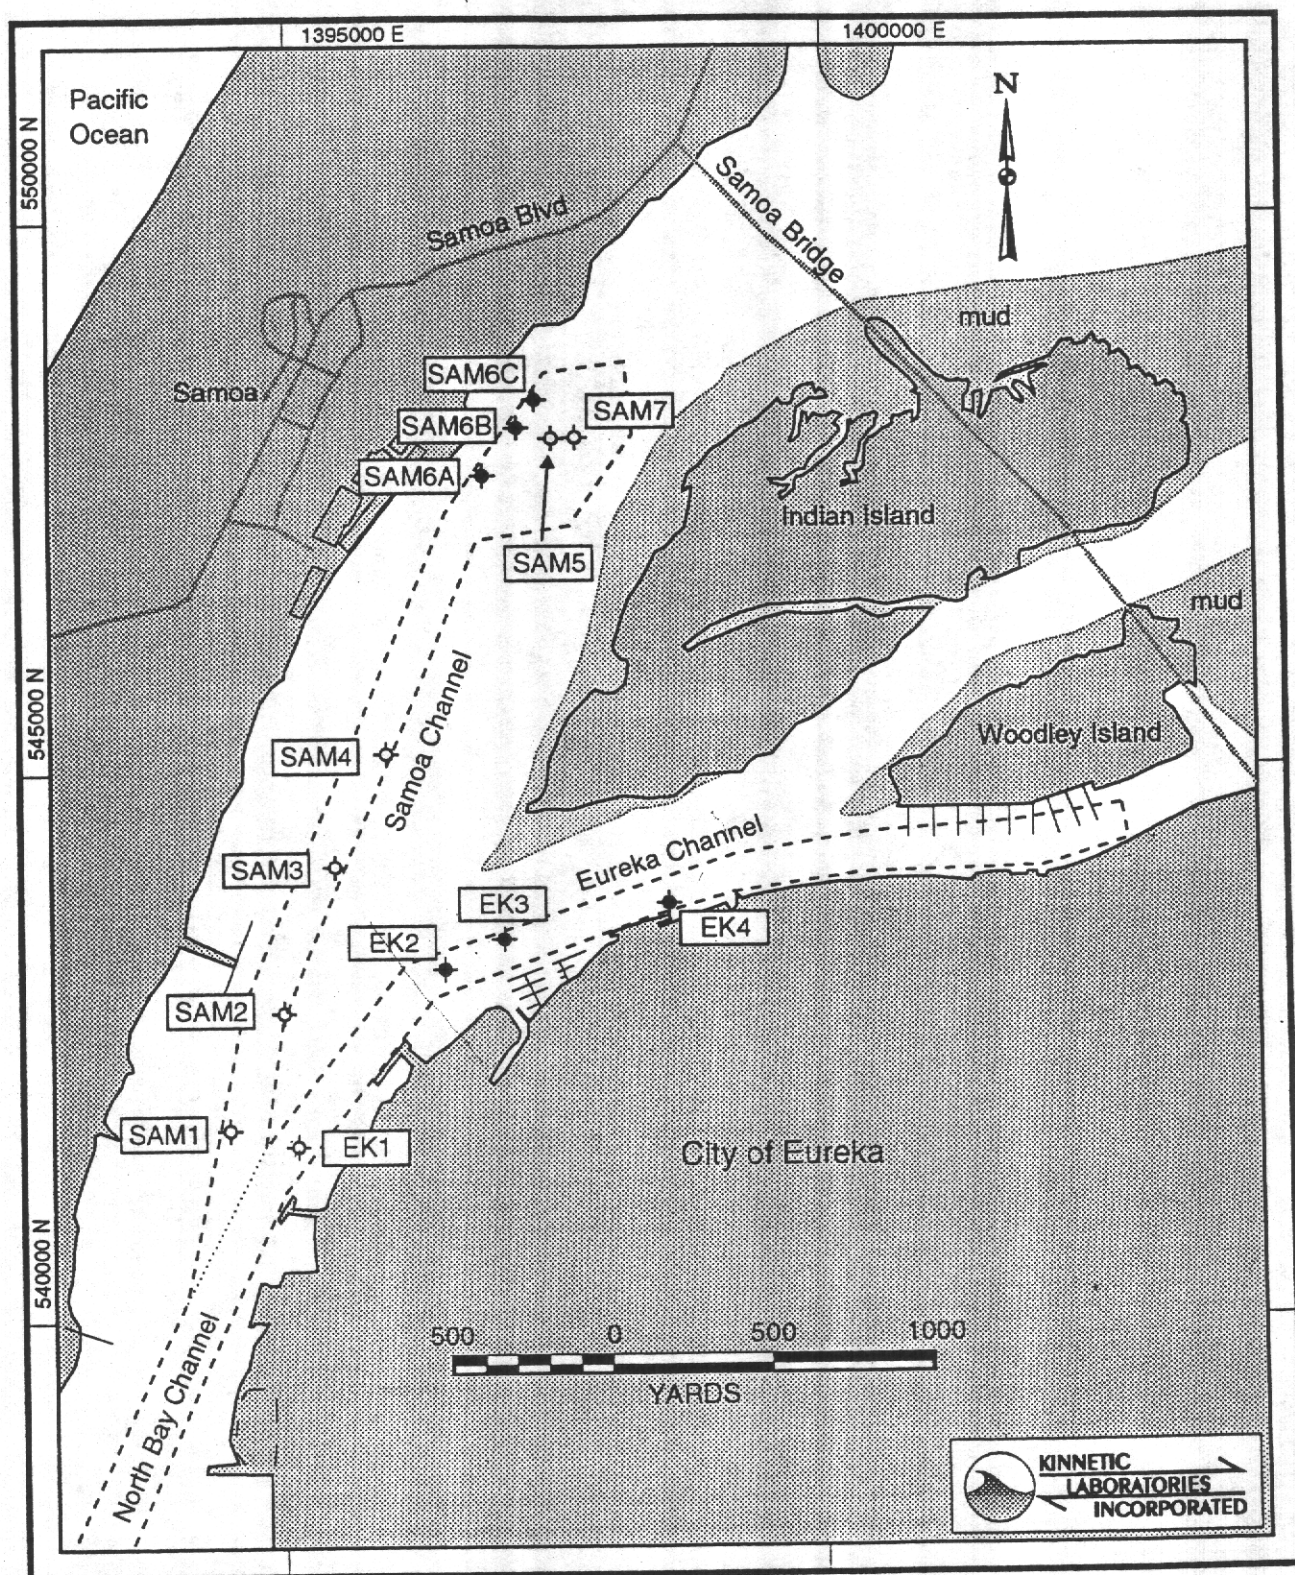 1395000 E
1400000 E
Pacific
Ocean
N
550000 N
Samoa Blvd
Samoa Bridge
mud
SAM6C
Samoa
SAM6B
SAM7
SAM6A
Indian Island
SAM5
mud
545000 N
Samoa Channel
SAM4
Woodley Island
Eureka Channel
SAM3
EK3
EK2
EK4
SAM2
SAM1
EK1
City of Eureka
540000 N
North Bay Channel
500 0 500 1000
YARDS
KINNETIC
LABORATORIES
INCORPORATED